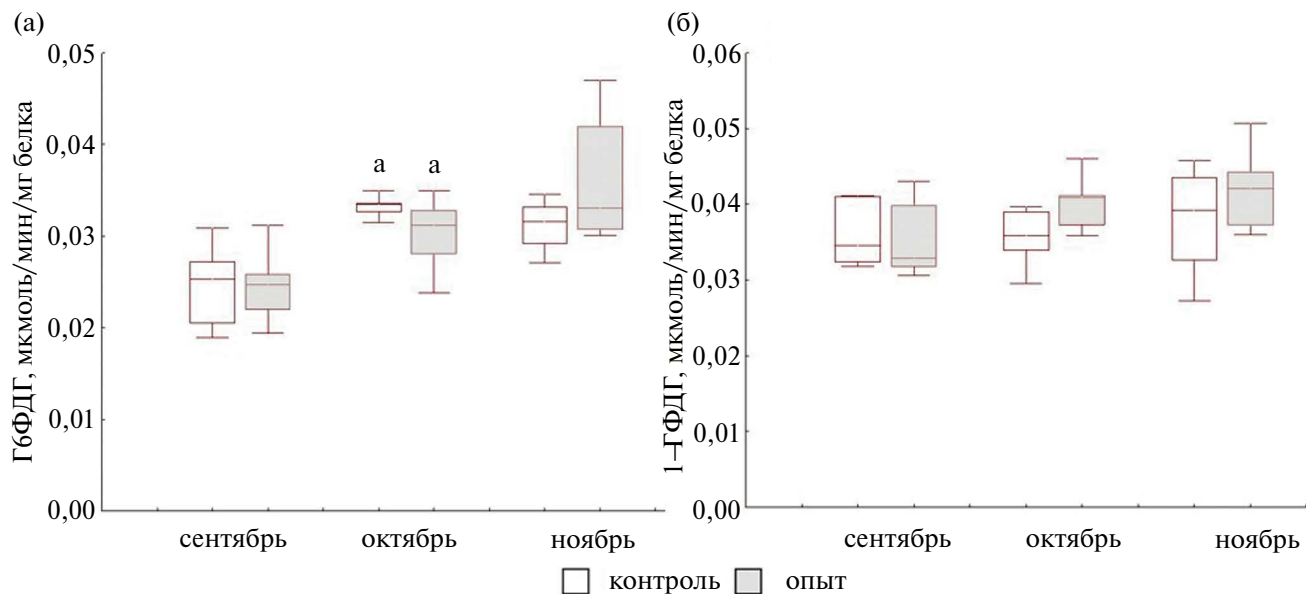 (а)
Г6ФДГ, мкмоль/мин/мг белка
0,05
0,04
0,03
0,02
0,01
0,00
а а
сентябрь октябрь ноябрь
(б)
1–ГФДГ, мкмоль/мин/мг белка
0,06
0,05
0,04
0,03
0,02
0,01
0,00
сентябрь октябрь ноябрь
контроль опыт